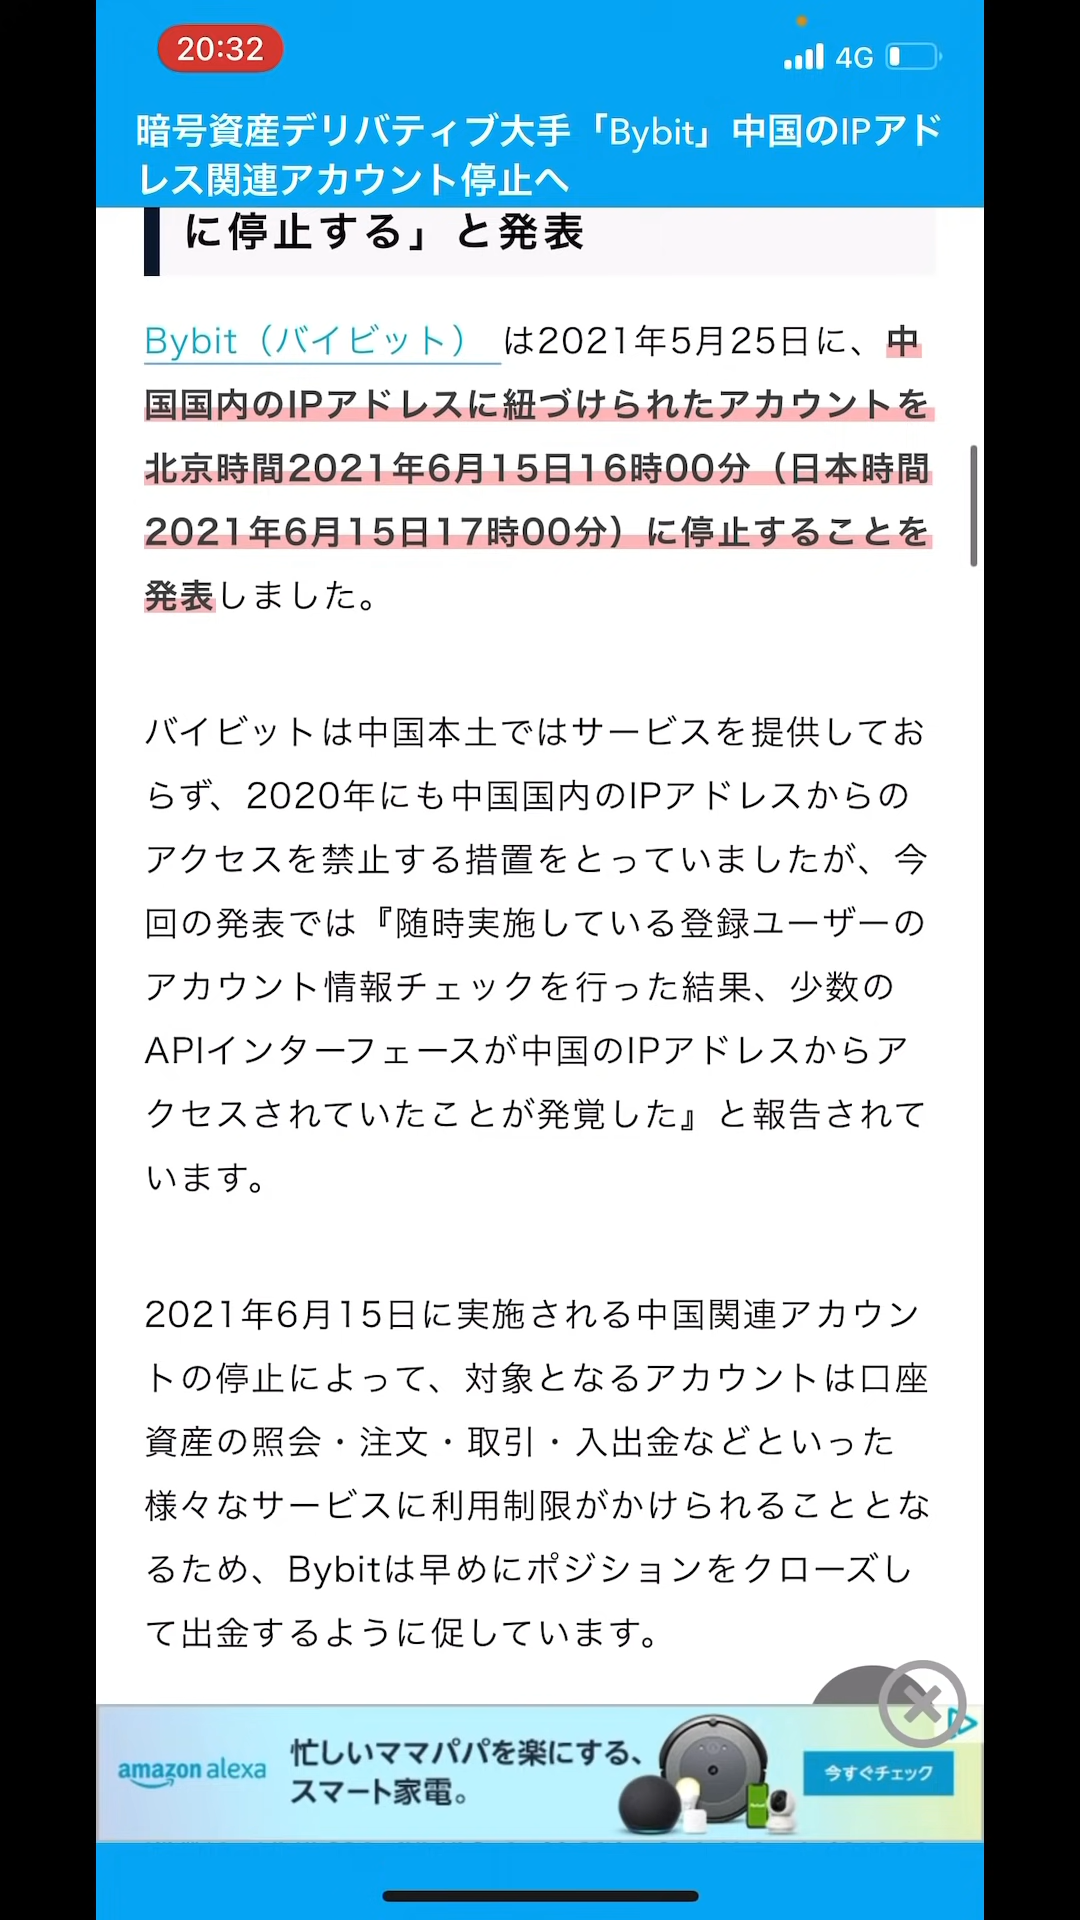 20:32
4G
暗号資産デリバティブ大手「Bybit」中国のIPアド
レス関連アカウント停止へ
に停止する」と発表
Bybit（バイビット） は2021年5月25日に、中
国国内のIPアドレスに紐づけられたアカウントを
北京時間2021年6月15日16時00分（日本時間
2021年6月15日17時00分）に停止することを
発表しました。
バイビットは中国本土ではサービスを提供してお
らず、2020年にも中国国内のIPアドレスからの
アクセスを禁止する措置をとっていましたが、今
回の発表では『随時実施している登録ユーザーの
アカウント情報チェックを行った結果、少数の
APIインターフェースが中国のIPアドレスからア
クセスされていたことが発覚した』と報告されて
います。
2021年6月15日に実施される中国関連アカウン
トの停止によって、対象となるアカウントは口座
資産の照会・注文・取引・入出金などといった
様々なサービスに利用制限がかけられることとな
るため、Bybitは早めにポジションをクローズし
て出金するように促しています。
amazon alexa
忙しいママパパを楽にする、
スマート家電。
今すぐチェック